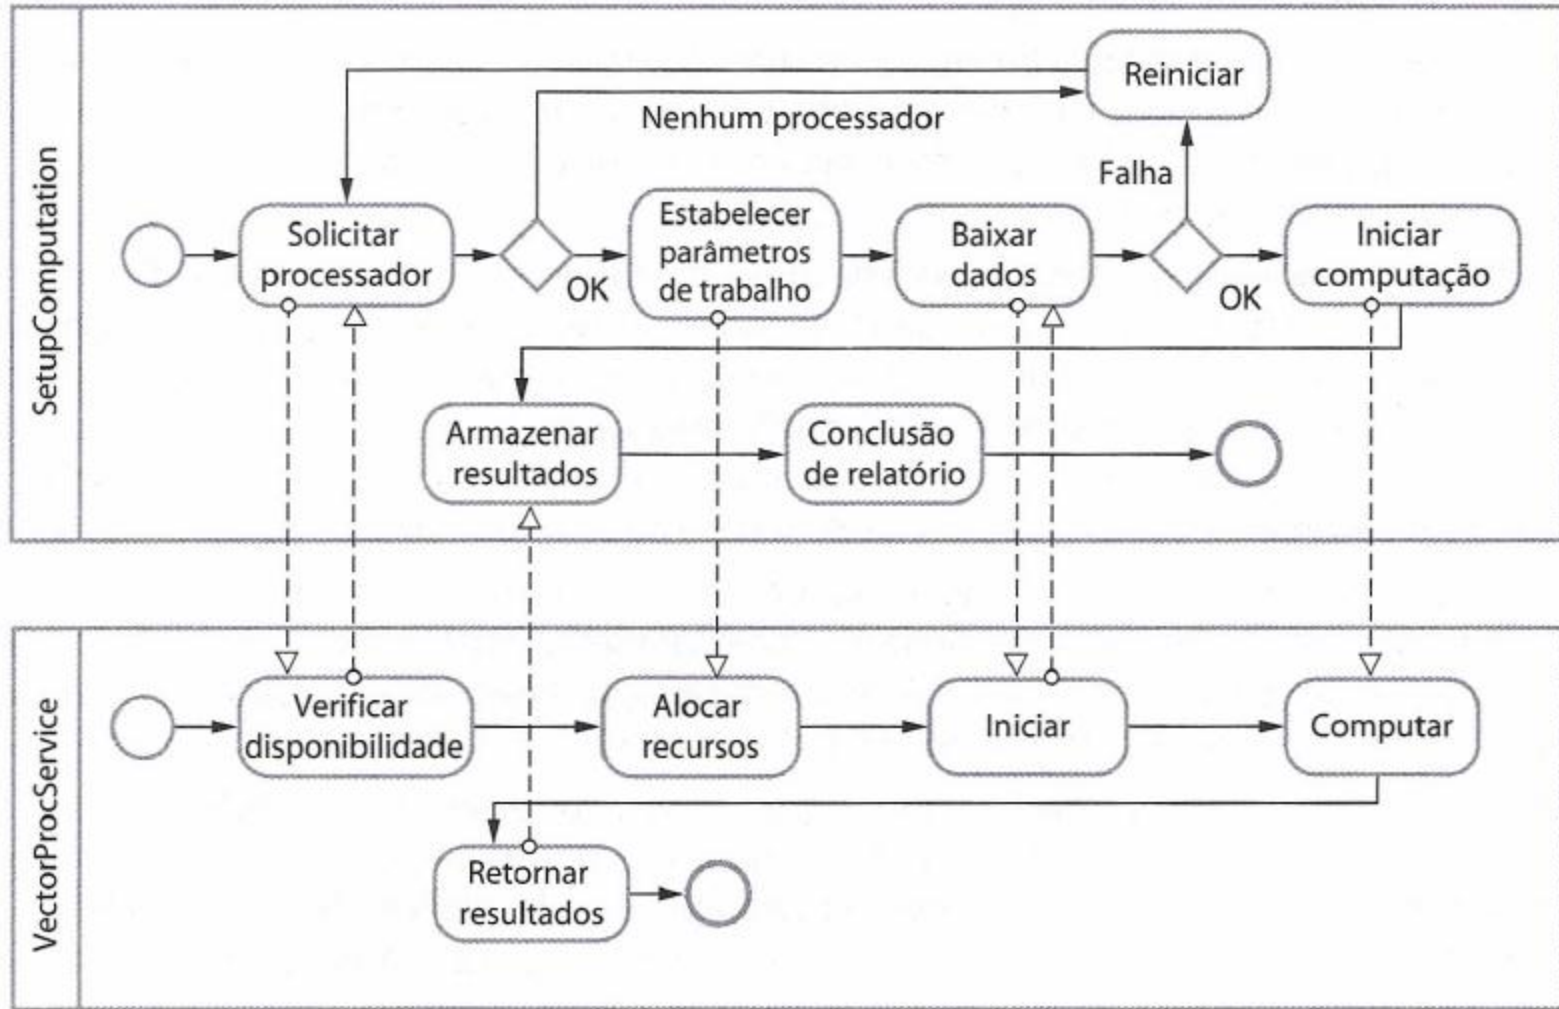 SetupComputation
Reiniciar
Nenhum processador
Falha
Solicitar
processador
OK
Estabelecer
parâmetros
de trabalho
Baixar
dados
OK
Iniciar
computação
Armazenar
resultados
Conclusão
de relatório
VectorProcService
Verificar
disponibilidade
Alocar
recursos
Iniciar
Computar
Retornar
resultados